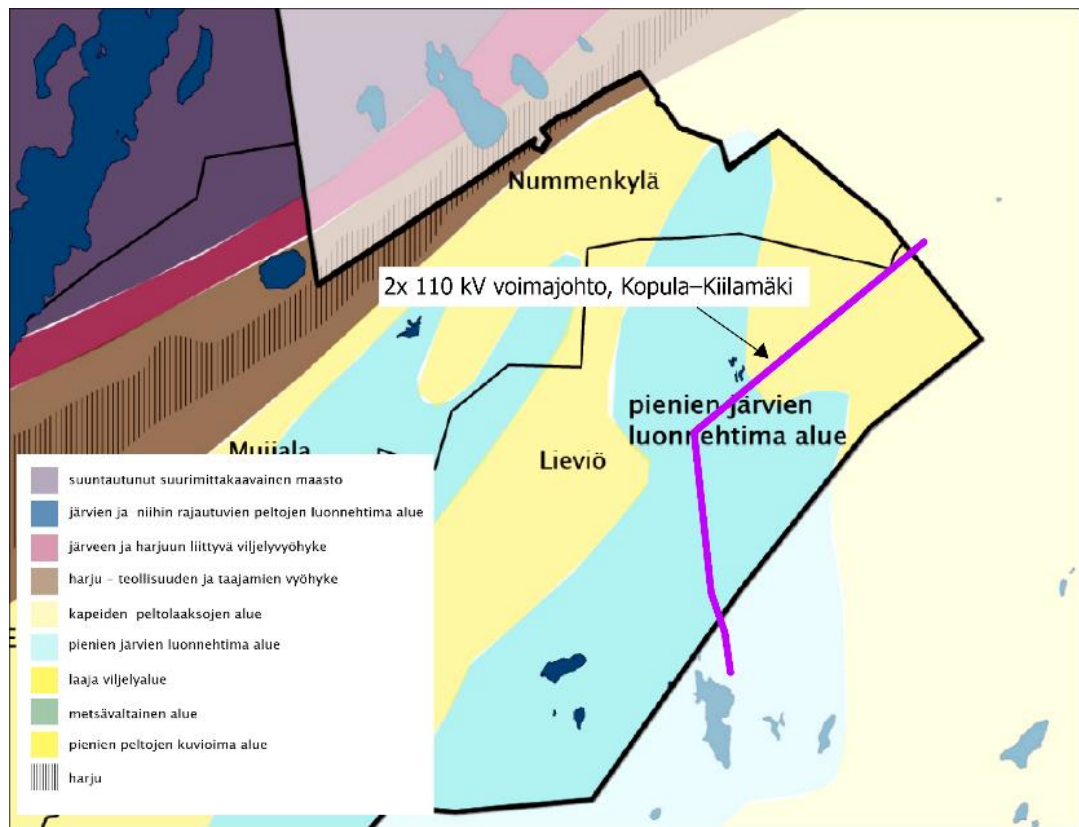 Nummenkylä
2x 110 kV voimajohto, Kopula–Kiilamäki
pienien järvien
luonnehtima alue
Lieviö
Muijala
suuntautunut suurimittakaavainen maasto
järvien ja niihin rajautuvien peltojen luonnehtima alue
järveen ja harjuun liittyvä viljelyvyöhyke
harju – teollisuuden ja taajamien vyöhyke
kapeiden peltolaaksojen alue
pienien järvien luonnehtima alue
laaja viljelyalue
metsävaltainen alue
pienien peltojen kuvioima alue
harju